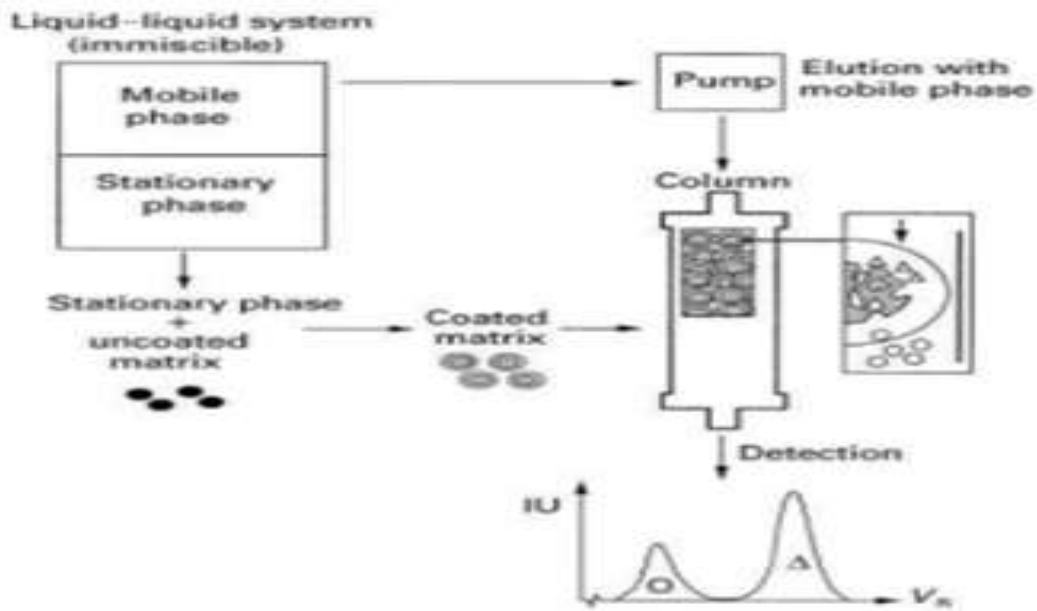 Liquid-liquid system
(immiscible)
Mobile
phase
Stationary
phase
Pump
Elution with
mobile phase
Column
Stationary phase
+
uncoated
matrix
Coated
matrix
Detection
IU
Δ